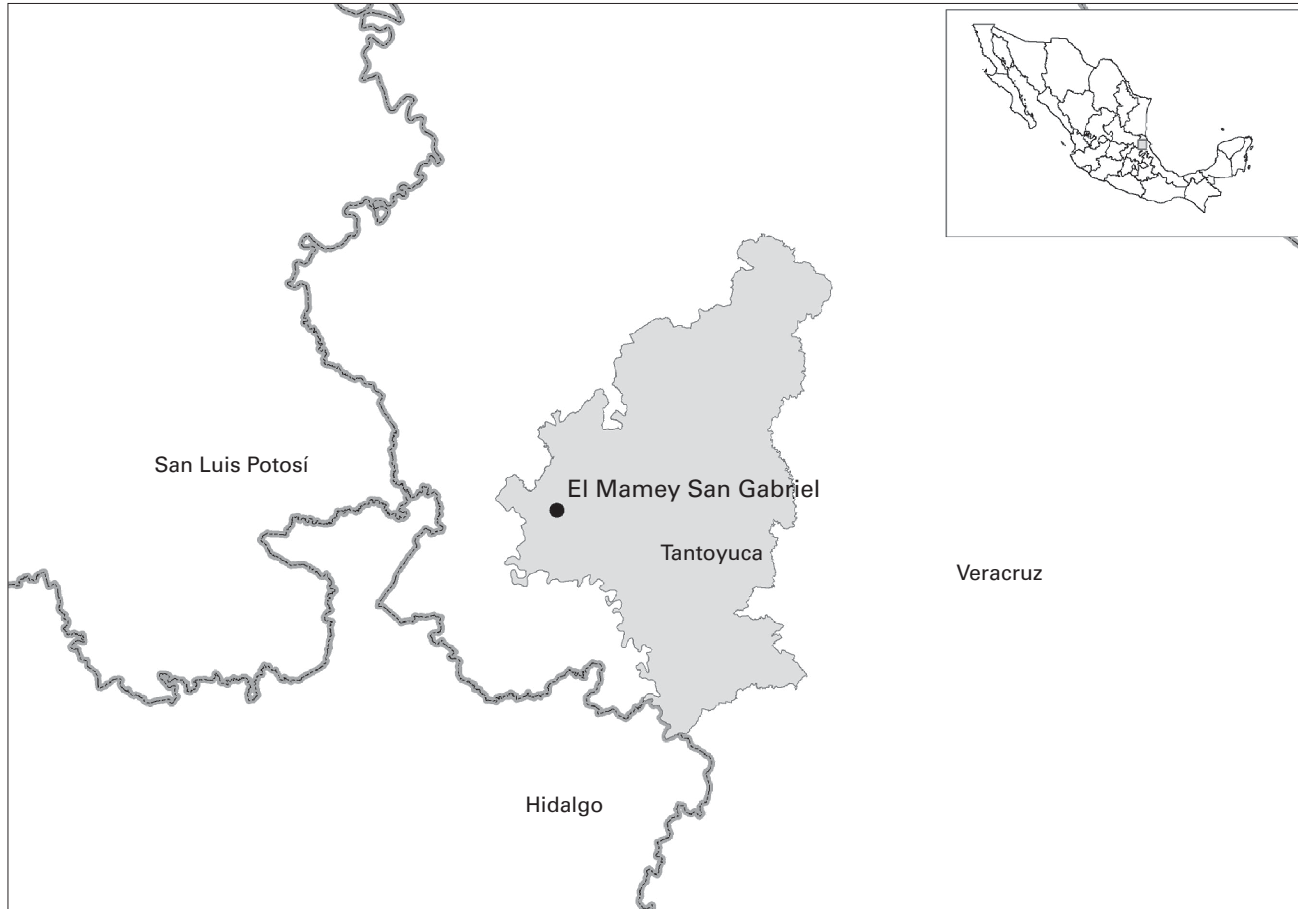 San Luis Potosí
El Mamey San Gabriel
Tantoyuca
Veracruz
Hidalgo